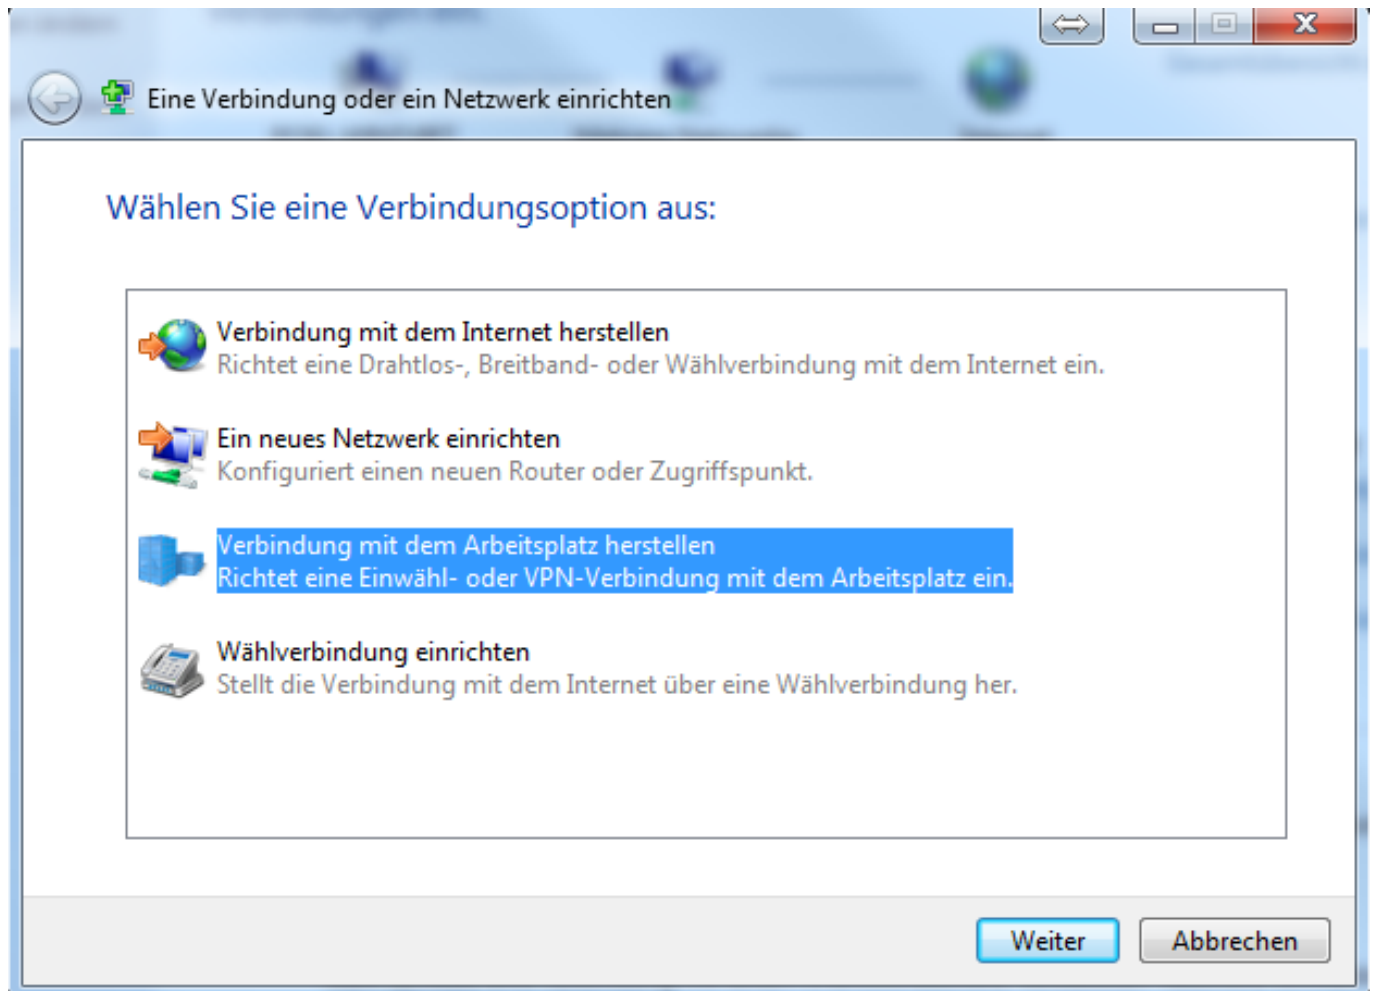 Eine Verbindung oder ein Netzwerk einrichten
Wählen Sie eine Verbindungsoption aus:
Verbindung mit dem Internet herstellen
Richtet eine Drahtlos-, Breitband- oder Wählverbindung mit dem Internet ein.
Ein neues Netzwerk einrichten
Konfiguriert einen neuen Router oder Zugriffspunkt.
Verbindung mit dem Arbeitsplatz herstellen
Richtet eine Einwähl- oder VPN-Verbindung mit dem Arbeitsplatz ein.
Wählverbindung einrichten
Stellt die Verbindung mit dem Internet über eine Wählverbindung her.
Weiter
Abbrechen